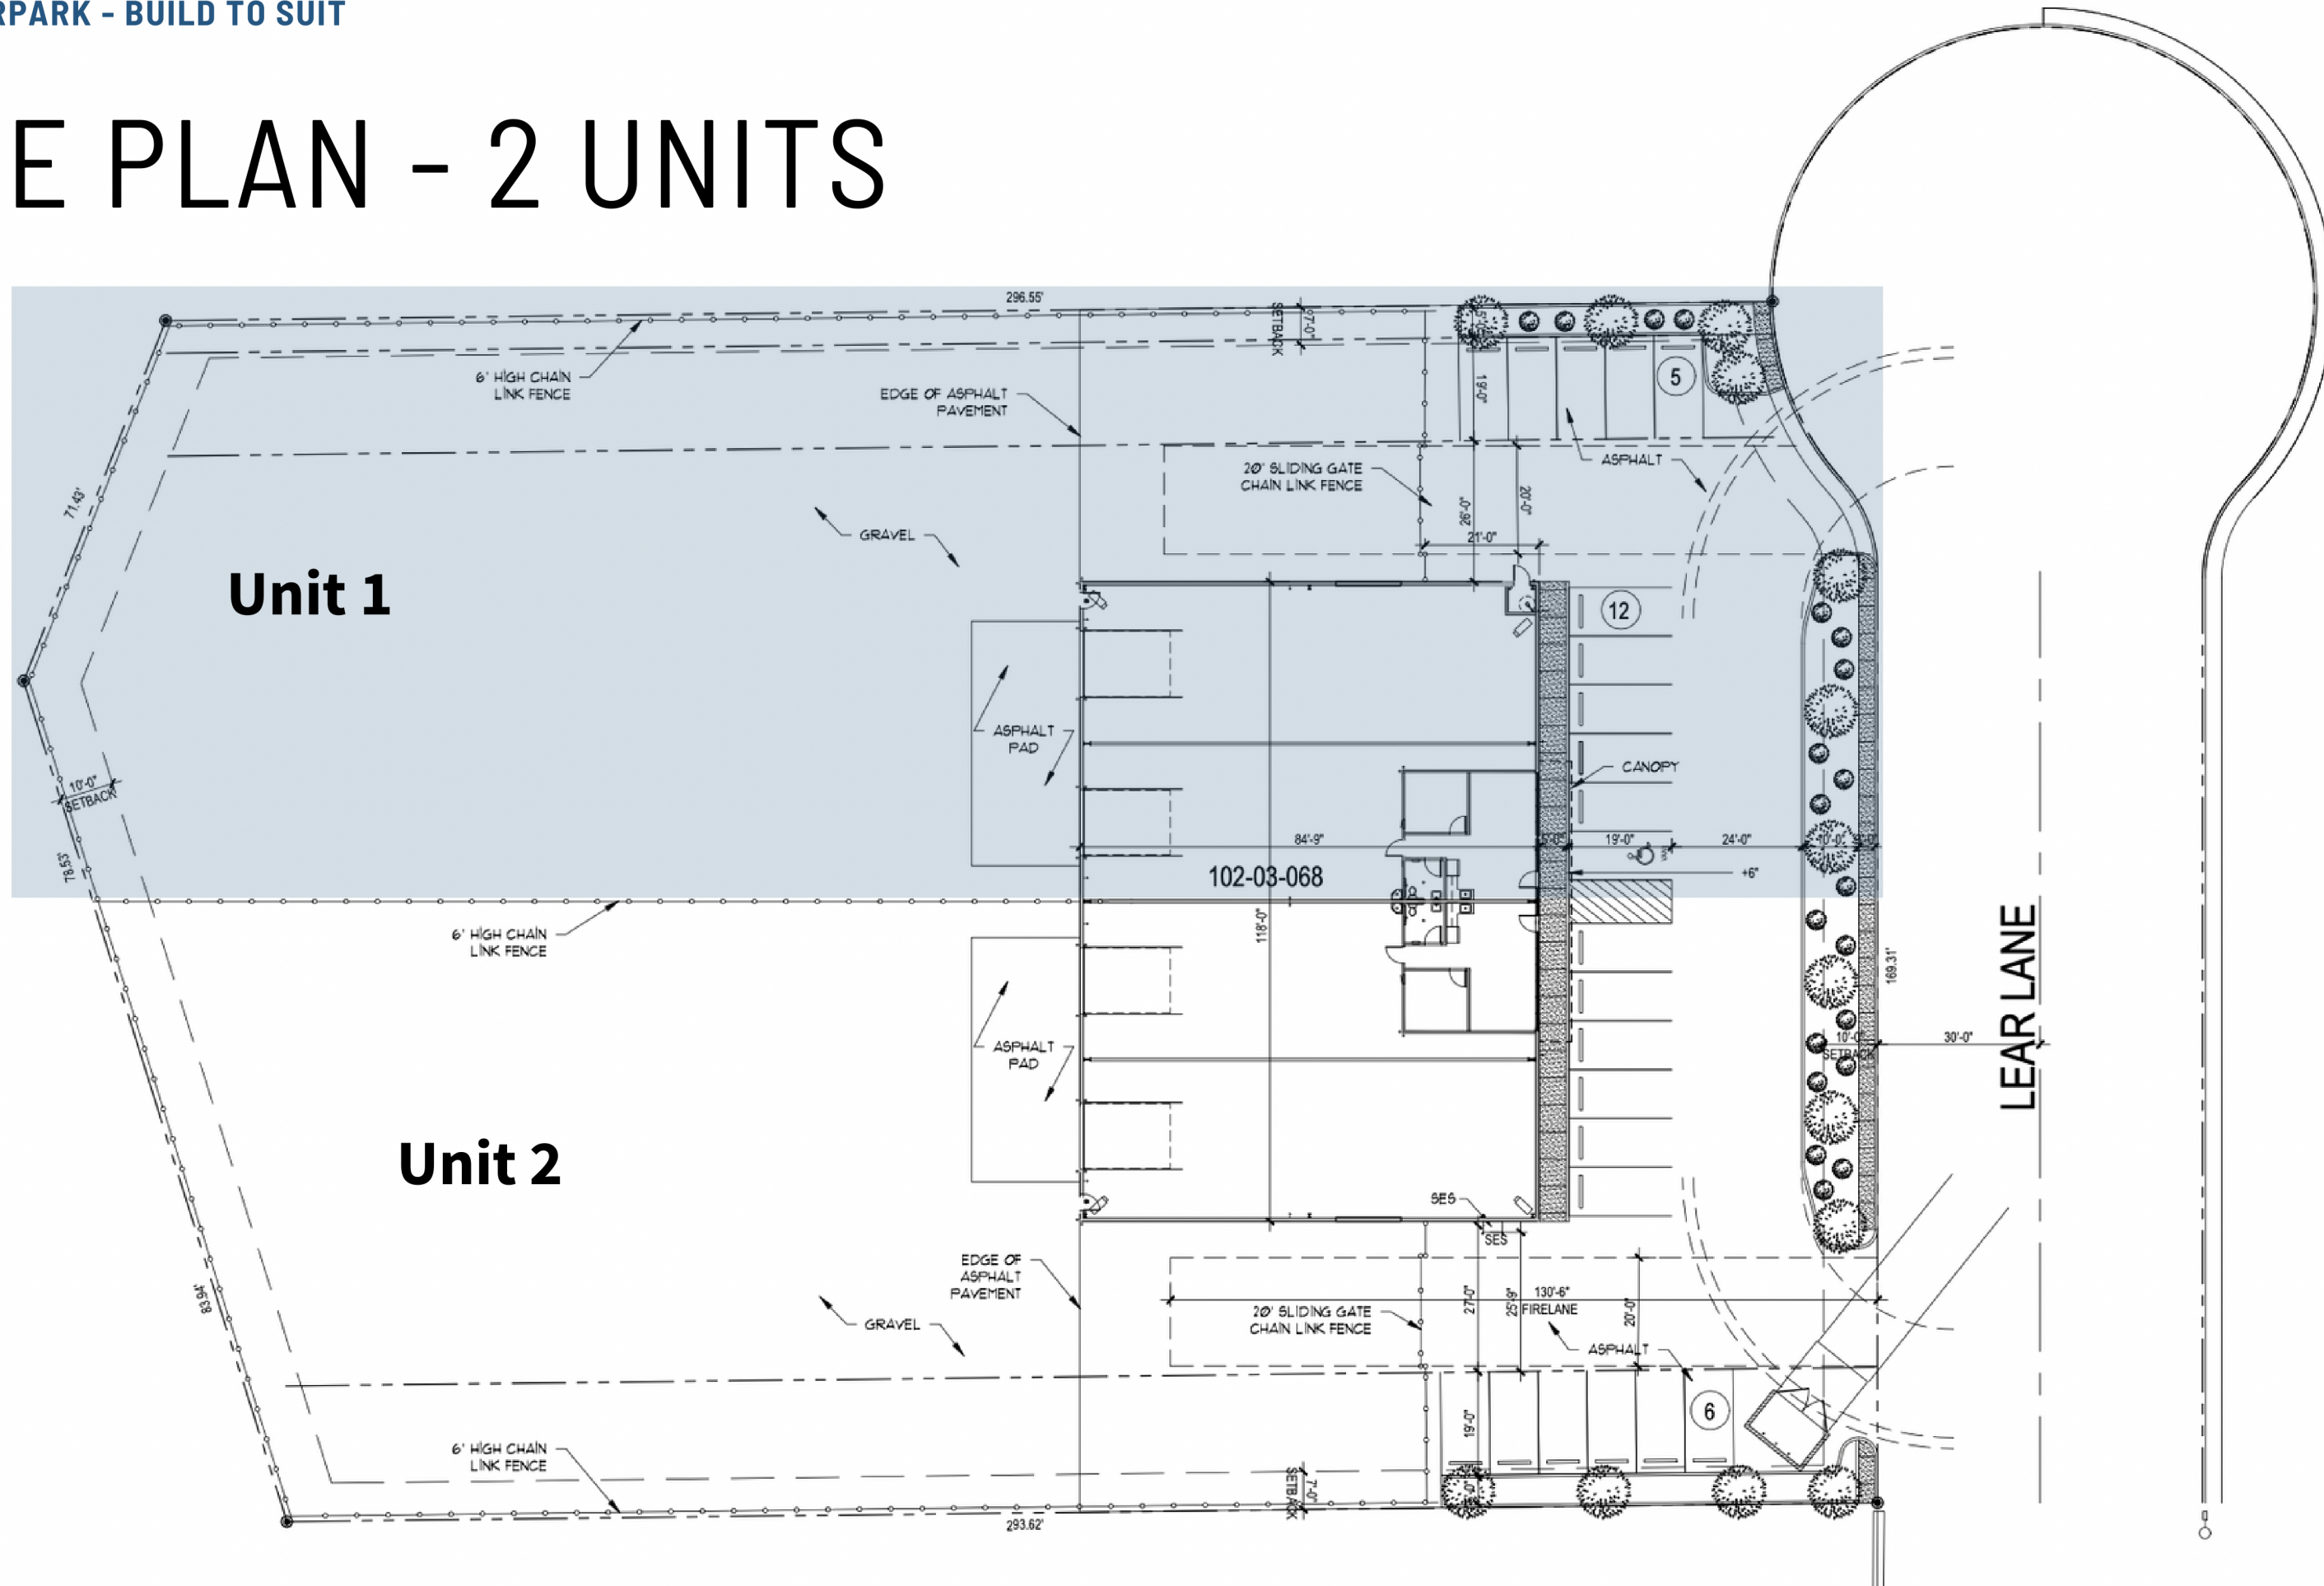 RPARK - BUILD TO SUIT
E PLAN - 2 UNITS
296.55'
SETBACK
7'-0"
6' HIGH CHAIN
LINK FENCE
EDGE OF ASPHALT
PAVEMENT
19'-0"
5
20' SLIDING GATE
CHAIN LINK FENCE
ASPHALT
26'-0"
20'-0"
21'-0"
71.43'
GRAVEL
Unit 1
12
ASPHALT
PAD
CANOPY
10'-0"
SETBACK
84'-9"
19'-0"
24'-0"
10'-0"
78.53'
102-03-068
+6"
118'-0"
6' HIGH CHAIN
LINK FENCE
169.31'
LEAR LANE
10'-0"
SETBACK
30'-0"
ASPHALT
PAD
Unit 2
SES
SES
EDGE OF
ASPHALT
PAVEMENT
83.94'
GRAVEL
20' SLIDING GATE
CHAIN LINK FENCE
27'-0"
25'-9"
130'-6"
FIRELANE
20'-0"
ASPHALT
6
19'-0"
6' HIGH CHAIN
LINK FENCE
SETBACK
7'-0"
293.62'